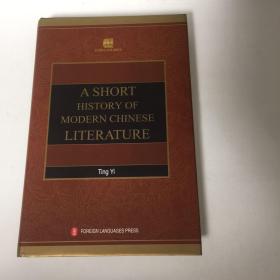 A SHORT
HISTORY OF
MODERN CHINESE
LITERATURE
Ting Yi
FOREIGN LANGUAGES PRESS